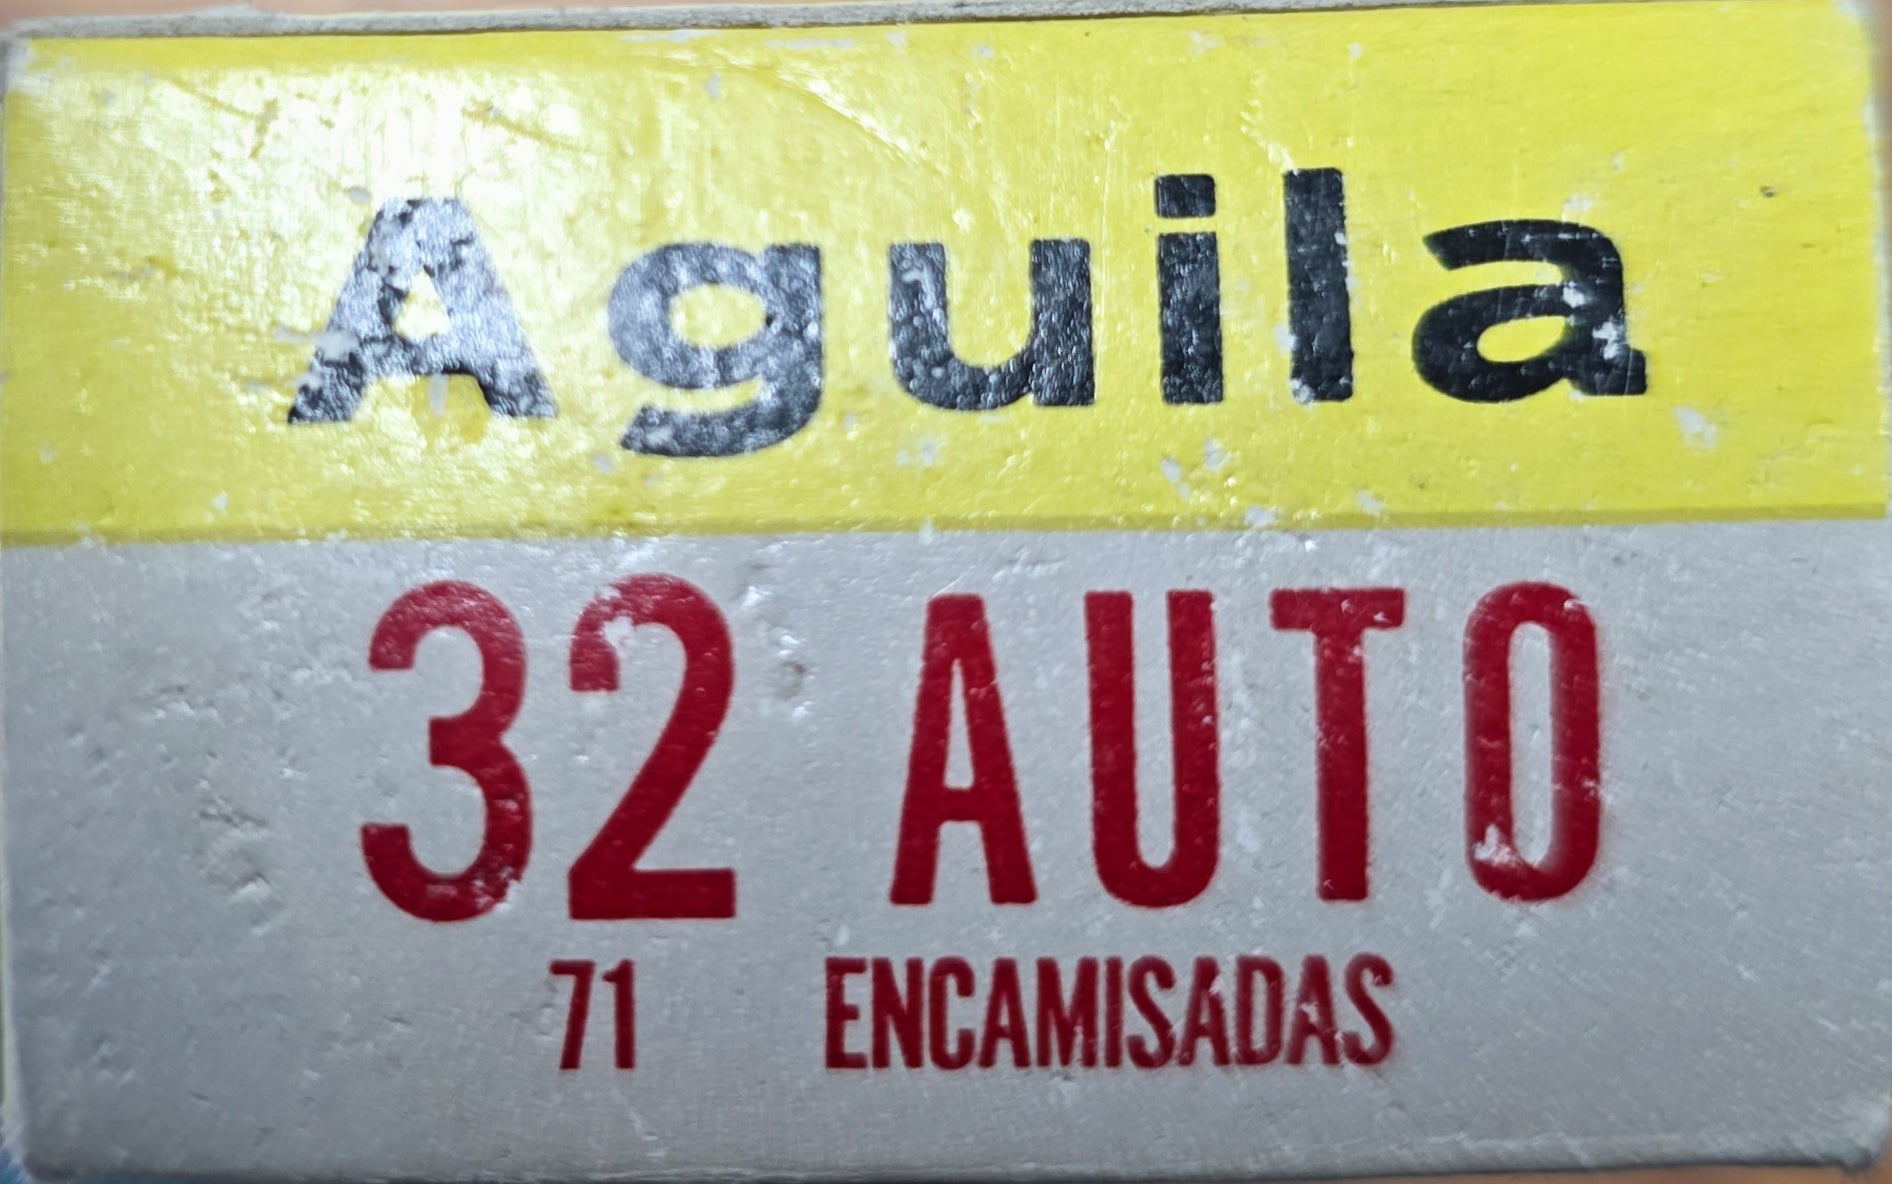 Aguila
32 AUTO
71 ENCAMISADAS